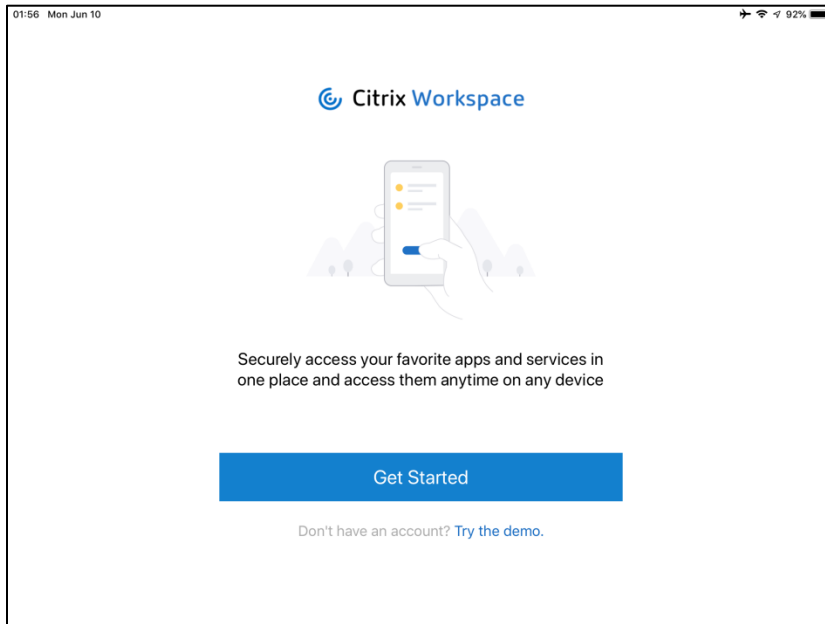 01:56 Mon Jun 10
92%
Citrix Workspace
Securely access your favorite apps and services in
one place and access them anytime on any device
Get Started
Don't have an account? Try the demo.